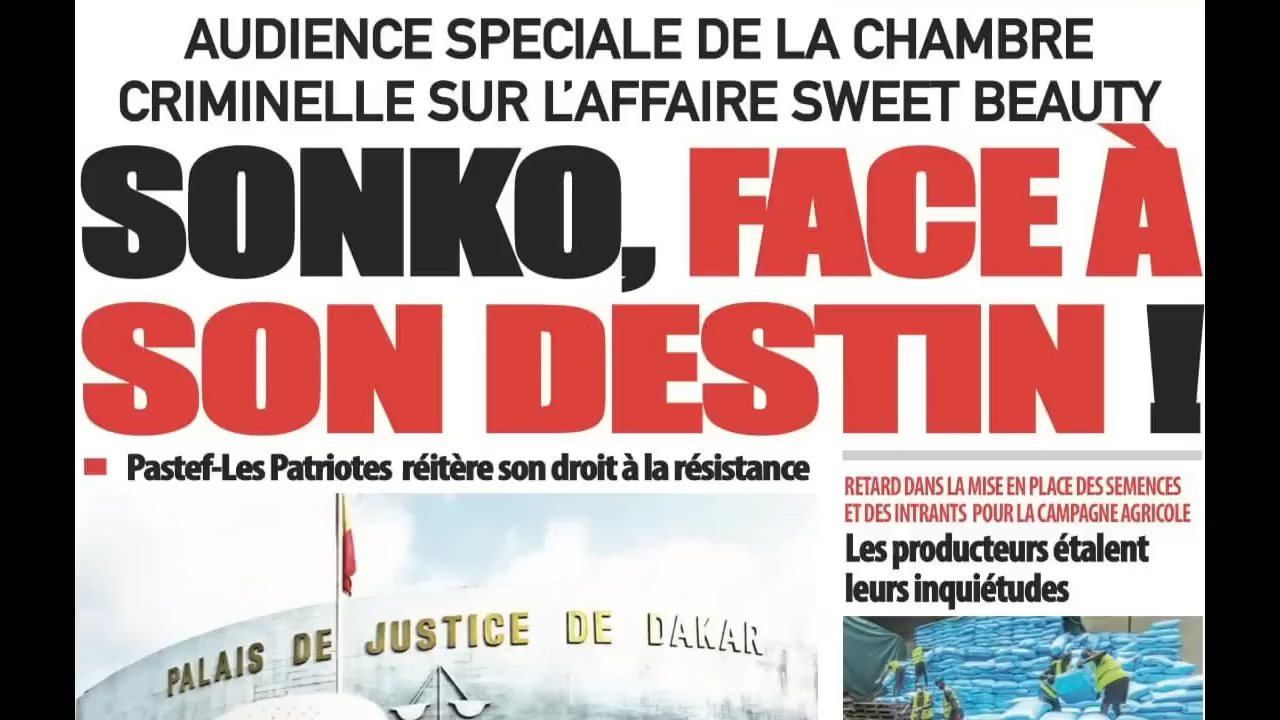 AUDIENCE SPECIALE DE LA CHAMBRE
CRIMINELLE SUR L'AFFAIRE SWEET BEAUTY
SONKO, FACE À
SON DESTIN !
Pastef-Les Patriotes réitère son droit à la résistance
PALAIS DE JUSTICE DE DAKAR
RETARD DANS LA MISE EN PLACE DES SEMENCES
ET DES INTRANTS POUR LA CAMPAGNE AGRICOLE
Les producteurs étalent
leurs inquiétudes